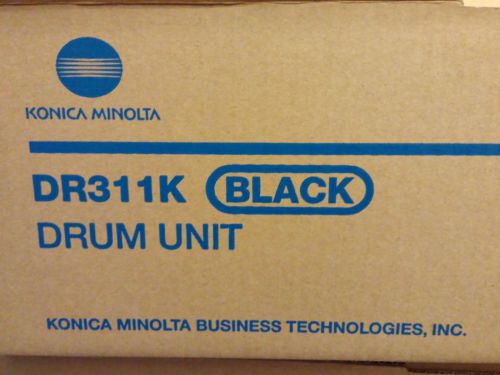 KONICA MINOLTA
DR311K BLACK
DRUM UNIT
KONICA MINOLTA BUSINESS TECHNOLOGIES, INC.